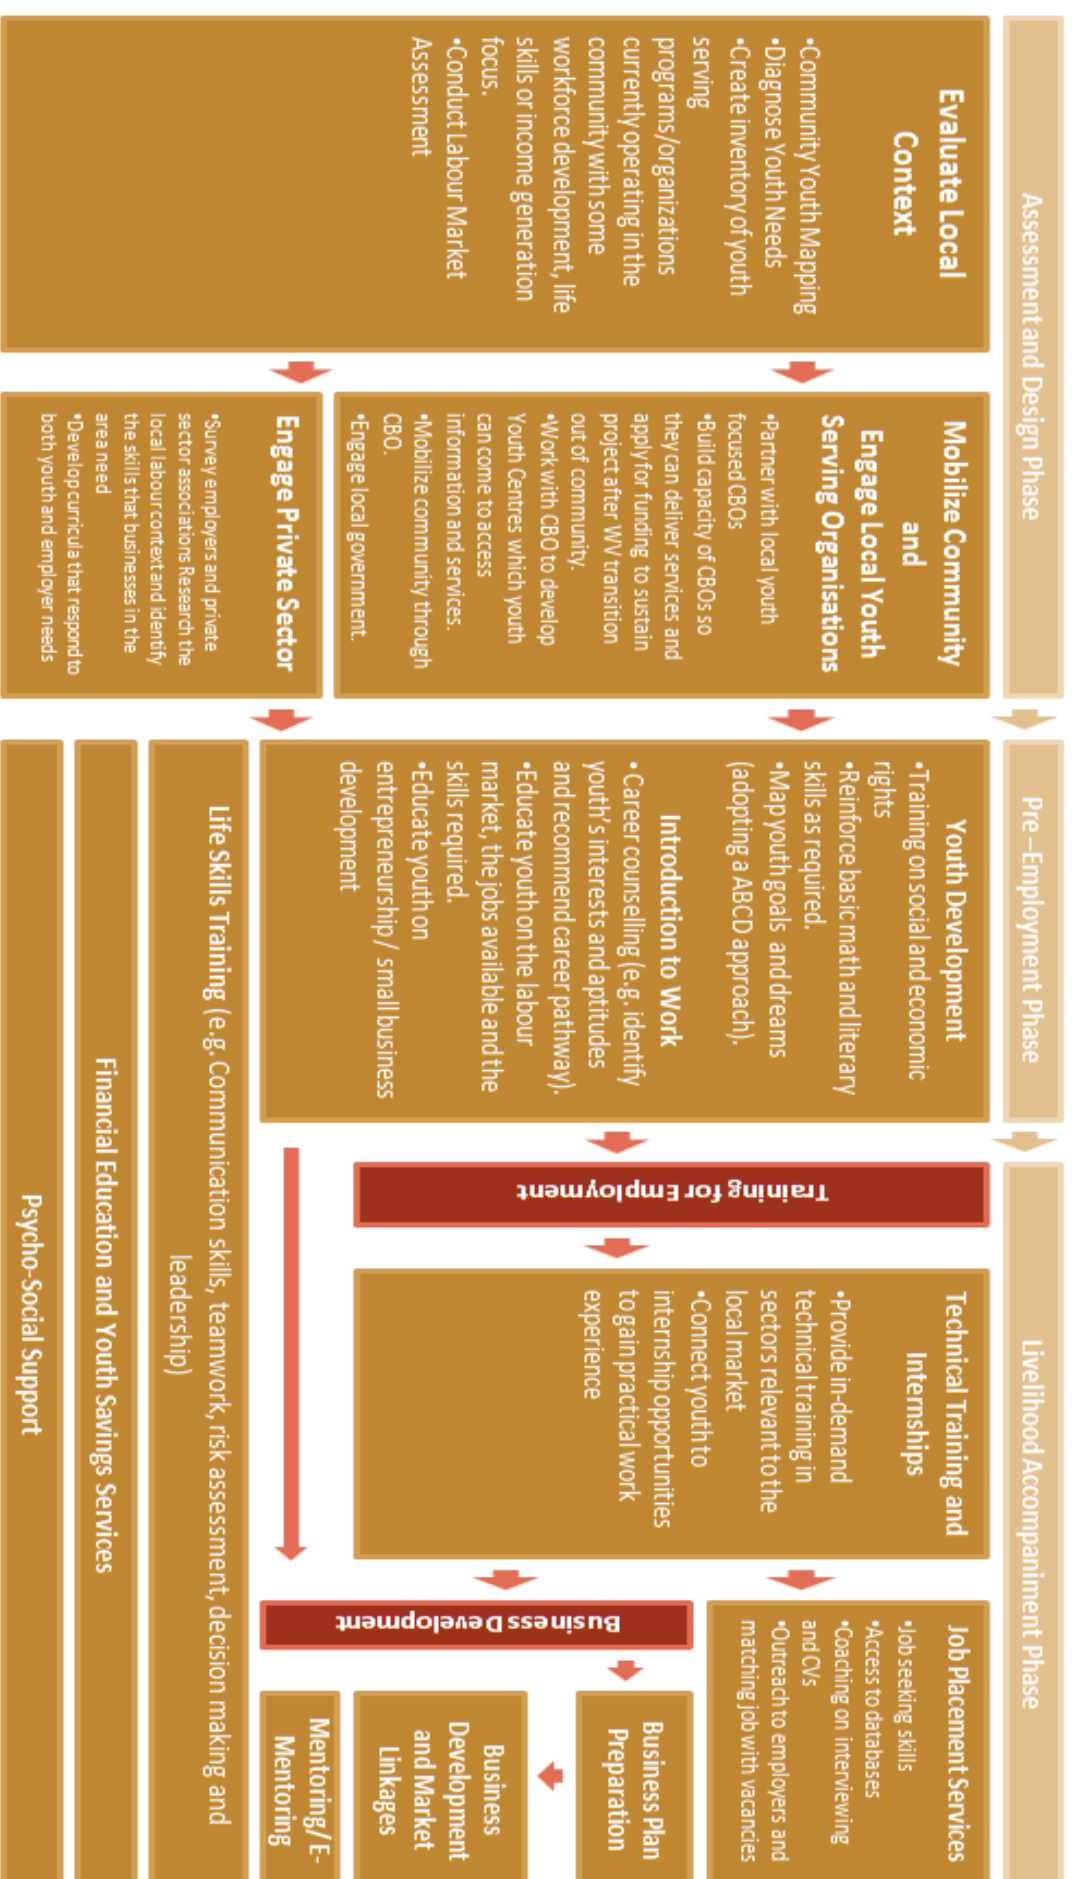 Assessment and Design Phase
Pre –Employment Phase
Livelihood Accompaniment Phase
Evaluate Local
Context
•Community Youth Mapping
•Diagnose Youth Needs
•Create inventory of youth
serving
programs/organizations
currently operating in the
community with some
workforce development, life
skills or income generation
focus.
•Conduct Labour Market
Assessment
Mobilize Community
and
Engage Local Youth
Serving Organisations
•Partner with local youth
focused CBOs
•Build capacity of CBOs so
they can deliver services and
apply for funding to sustain
project after WV transition
out of community.
•Work with CBO to develop
Youth Centres which youth
can come to access
information and services.
•Mobilize community through
CBO.
•Engage local government.
Engage Private Sector
•Survey employers and private
sector associations Research the
local labour context and identify
the skills that businesses in the
area need
•Develop curricula that respond to
both youth and employer needs
Youth Development
•Training on social and economic
rights
•Reinforce basic math and literary
skills as required.
•Map youth goals and dreams
(adopting a ABCD approach).
Introduction to Work
• Career counselling (e.g. identify
youth's interests and aptitudes
and recommend career pathway).
•Educate youth on the labour
market, the jobs available and the
skills required.
•Educate youth on
entrepreneurship / small business
development
Training for Employment
Technical Training and
Internships
•Provide in-demand
technical training in
sectors relevant to the
local market
•Connect youth to
internship opportunities
to gain practical work
experience
Job Placement Services
•Job seeking skills
•Access to databases
•Coaching on interviewing
and CVs
•Outreach to employers and
matching job with vacancies
Business Development
Business Plan
Preparation
Business
Development
and Market
Linkages
Mentoring/ E-
Mentoring
Life Skills Training (e.g. Communication skills, teamwork, risk assessment, decision making and
leadership)
Financial Education and Youth Savings Services
Psycho-Social Support